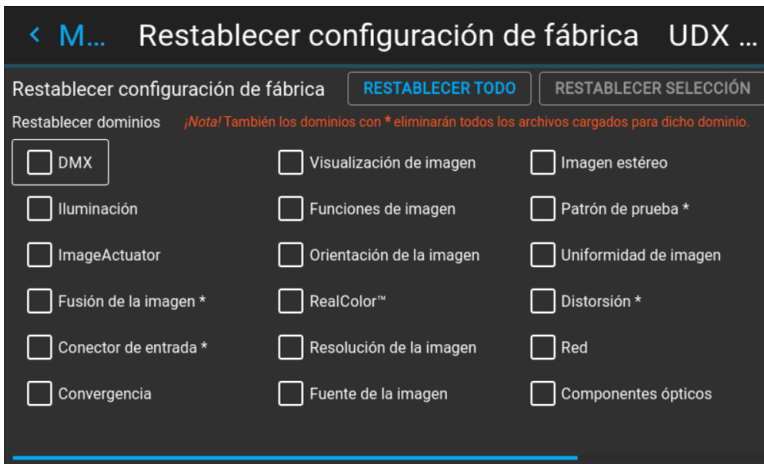 < M... Restablecer configuración de fábrica UDX ...
Restablecer configuración de fábrica RESTABLECER TODO RESTABLECER SELECCIÓN
Restablecer dominios ¡Nota! También los dominios con * eliminarán todos los archivos cargados para dicho dominio.
DMX Visualización de imagen Imagen estéreo
Iluminación Funciones de imagen Patrón de prueba *
ImageActuator Orientación de la imagen Uniformidad de imagen
Fusión de la imagen * RealColor™ Distorsión *
Conector de entrada * Resolución de la imagen Red
Convergencia Fuente de la imagen Componentes ópticos